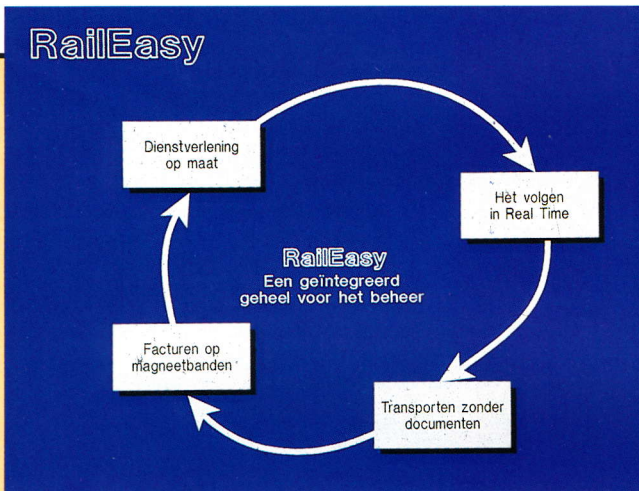 RailEasy
Dienstverlening
op maat
Het volgen
in Real Time
RailEasy
Een geïntegreerd
geheel voor het beheer
Facturen op
magneetbanden
Transporten zonder
documenten